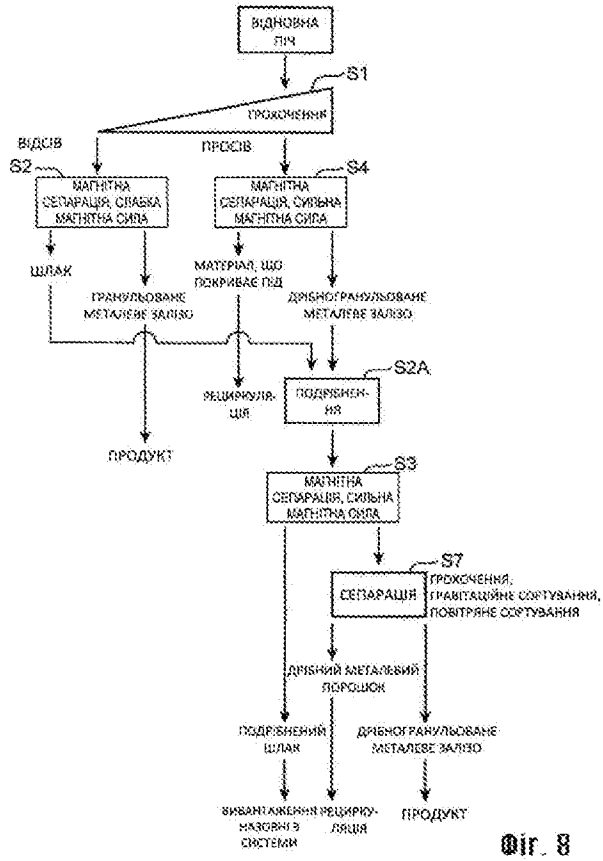 ВІДНОВНА
ПІЧ
S1
ГРОХОЧЕННЯ
ВІДСІВ
ПРОСІВ
S2
МАГНІТНА
СЕПАРАЦІЯ, СЛАБКА
МАГНІТНА СИЛА
S4
МАГНІТНА
СЕПАРАЦІЯ, СИЛЬНА
МАГНІТНА СИЛА
ШЛАК
ГРАНУЛЬОВАНЕ
МЕТАЛЕВЕ ЗАЛІЗО
МАТЕРІАЛ, ЩО
ПОКРИВАЄ ПІД
ДРІБНОГРАНУЛЬОВАНЕ
МЕТАЛЕВЕ ЗАЛІЗО
S2A
РЕЦИРКУЛЯ-
ЦІЯ
ПОДРІБНЕН-
НЯ
ПРОДУКТ
S3
МАГНІТНА
СЕПАРАЦІЯ, СИЛЬНА
МАГНІТНА СИЛА
S7
СЕПАРАЦІЯ
ГРОХОЧЕННЯ,
ГРАВІТАЦІЙНЕ СОРТУВАННЯ,
ПОВІТРЯНЕ СОРТУВАННЯ
ДРІБНИЙ МЕТАЛЕВИЙ
ПОРОШОК
ПОДРІБНЕНИЙ
ШЛАК
ДРІБНОГРАНУЛЬОВАНЕ
МЕТАЛЕВЕ ЗАЛІЗО
ВИВАНТАЖЕННЯ
НАЗОВНІ З
СИСТЕМИ
РЕЦИРКУ-
ЛЯЦІЯ
ПРОДУКТ
Фіг. 8